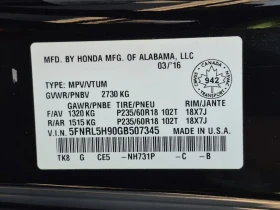 MFD. BY HONDA MFG. OF ALABAMA, LLC
03/'16
TYPE: MPV/VTUM
GVWR/PNBV 2730 KG
942
GAWR/PNBE TIRE/PNEU RIM/JANTE
F/AV 1320 KG P235/60R18 102T 18X7J
R/AR 1515 KG P235/60R18 102T 18X7J
V.I.N.: 5FNRL5H90GB507345
TK8 G CE5 -NH731P -C -B